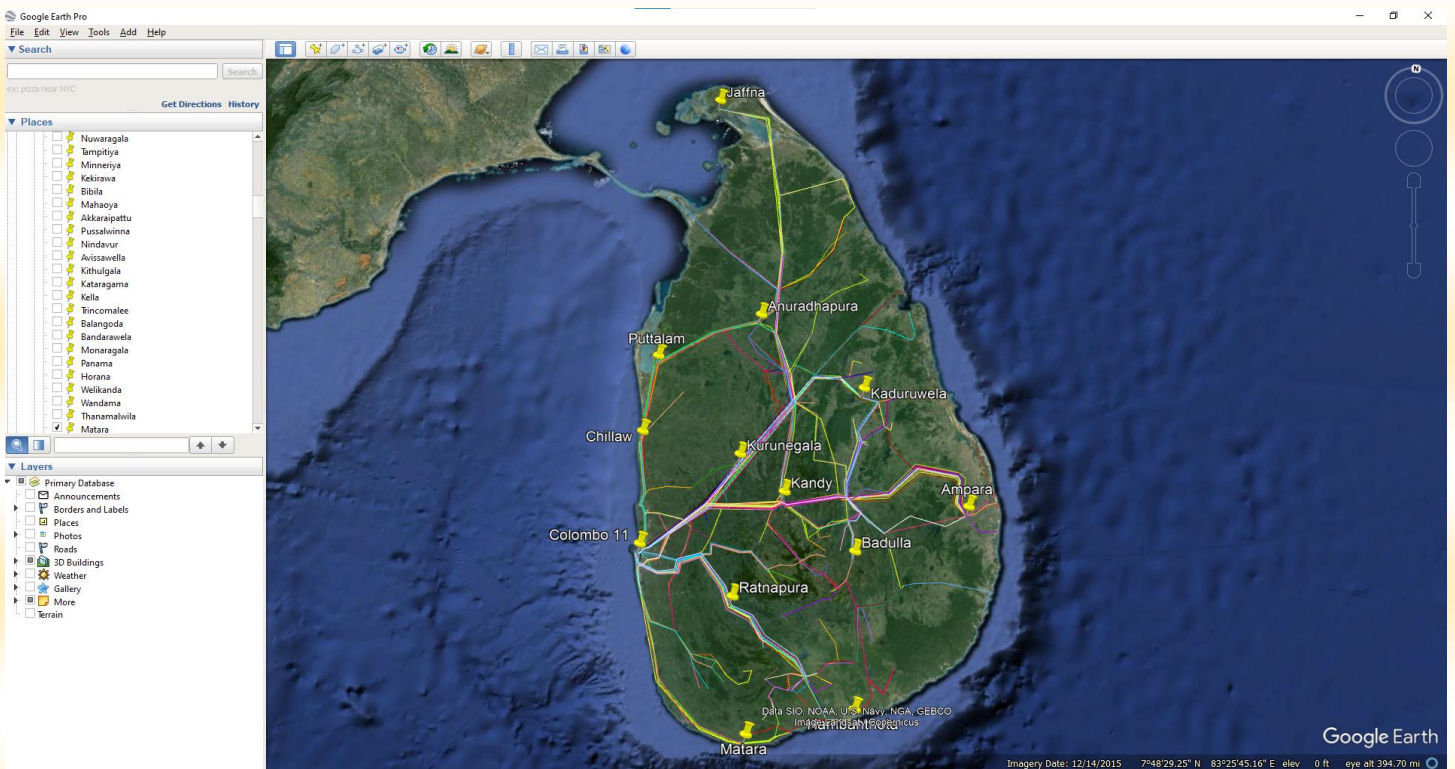 Google Earth Pro
File Edit View Tools Add Help
Search
Search
ex: pizza near NYC
Get Directions History
Places
Nuwaragala
Tampitiya
Minneriya
Kekirawa
Bibila
Mahaoya
Akkaraipattu
Pussalwinna
Nindavur
Avissawella
Kithulgala
Kataragama
Kella
Trincomalee
Balangoda
Bandarawela
Monaragala
Panama
Horana
Welikanda
Wandama
Thanamalwila
Matara
Layers
Primary Database
Announcements
Borders and Labels
Places
Photos
Roads
3D Buildings
Weather
Gallery
More
Terrain
N
Jaffna
Anuradhapura
Puttalam
Kaduruwela
Chillaw
Kurunegala
Kandy
Ampara
Colombo 11
Badulla
Ratnapura
Data SIO, NOAA, U.S. Navy, NGA, GEBCO
Image Landsat / Copernicus
Hambanthota
Matara
Google Earth
Imagery Date: 12/14/2015 7°48'29.25" N 83°25'45.16" E elev 0 ft eye alt 394.70 mi